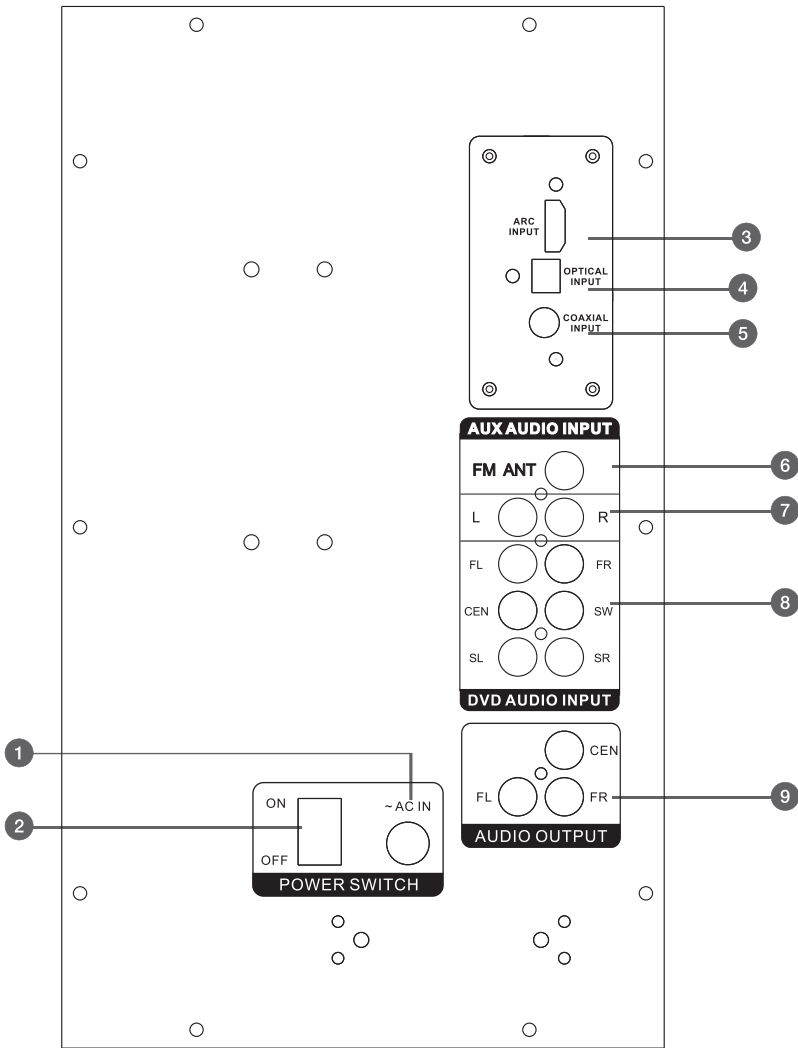 ARC
INPUT
3
OPTICAL
INPUT
4
COAXIAL
INPUT
5
AUX AUDIO INPUT
FM ANT
6
L R
7
FL FR
CEN SW
8
SL SR
DVD AUDIO INPUT
1
CEN
ON ~AC IN
FL FR
9
2
OFF
AUDIO OUTPUT
POWER SWITCH